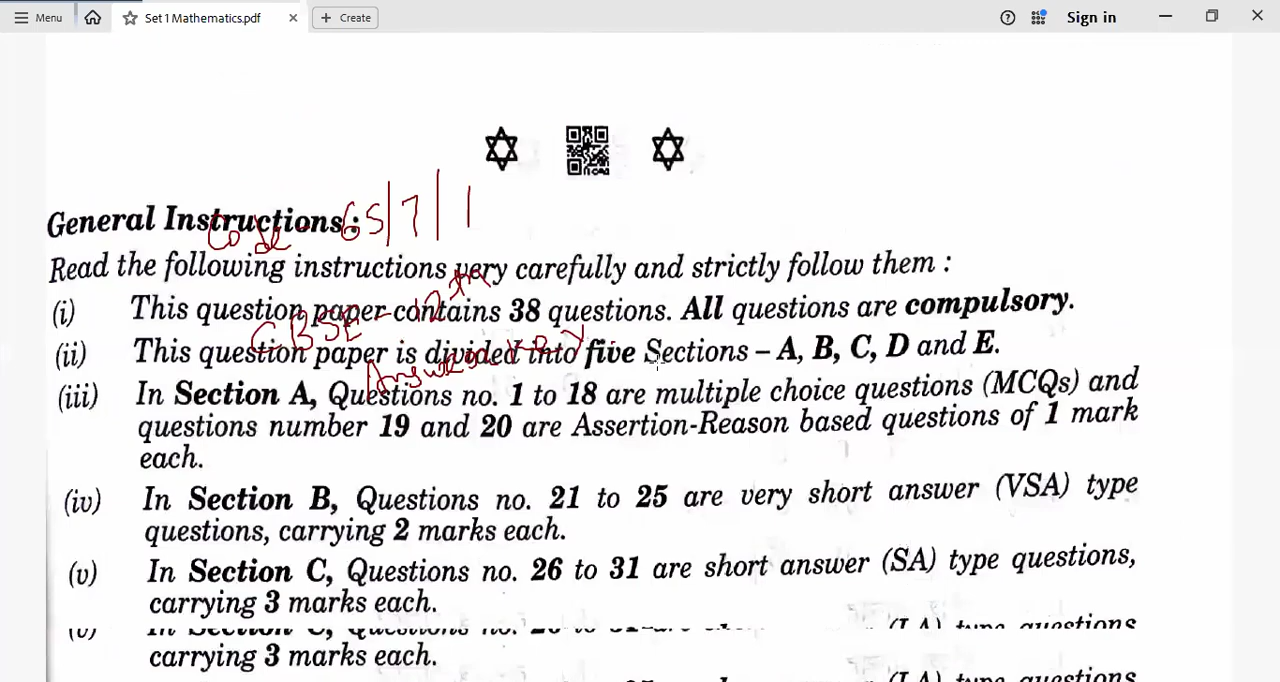 Menu
Set 1 Mathematics.pdf
Create
Sign in
General Instructions :
Code - 65/7/1
Read the following instructions very carefully and strictly follow them :
(i) This question paper contains 38 questions. All questions are compulsory.
CBSE - 12th
(ii) This question paper is divided into five Sections – A, B, C, D and E.
Answer Key
(iii) In Section A, Questions no. 1 to 18 are multiple choice questions (MCQs) and
questions number 19 and 20 are Assertion-Reason based questions of 1 mark
each.
(iv) In Section B, Questions no. 21 to 25 are very short answer (VSA) type
questions, carrying 2 marks each.
(v) In Section C, Questions no. 26 to 31 are short answer (SA) type questions,
carrying 3 marks each.
carrying 3 marks each.